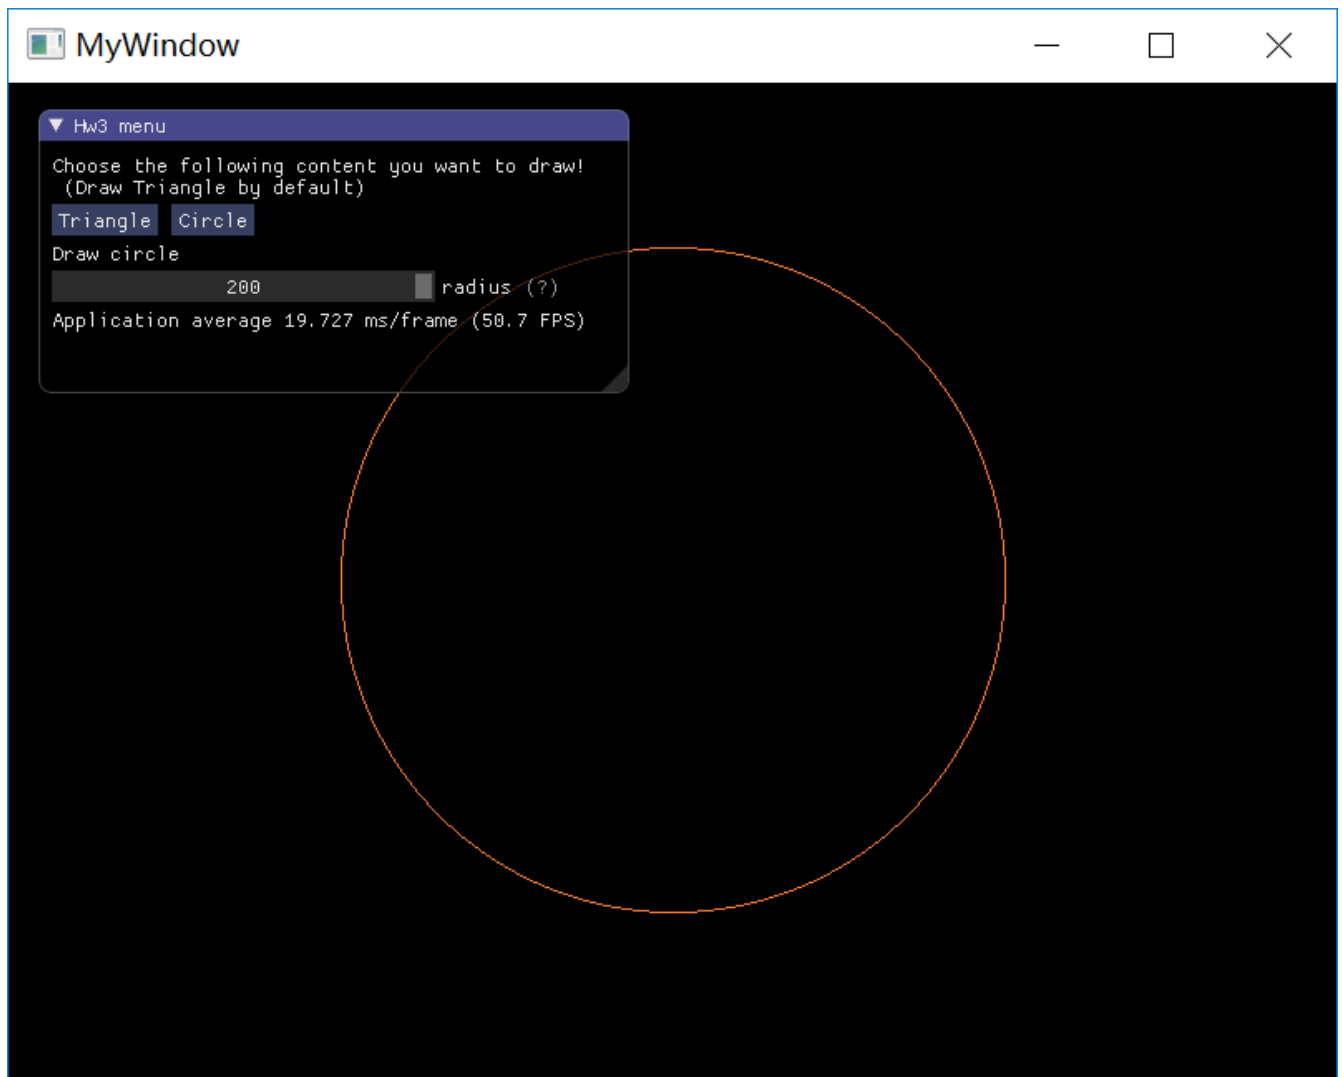 MyWindow
Hw3 menu
Choose the following content you want to draw!
(Draw Triangle by default)
Triangle Circle
Draw circle
200 radius (?)
Application average 19.727 ms/frame (50.7 FPS)